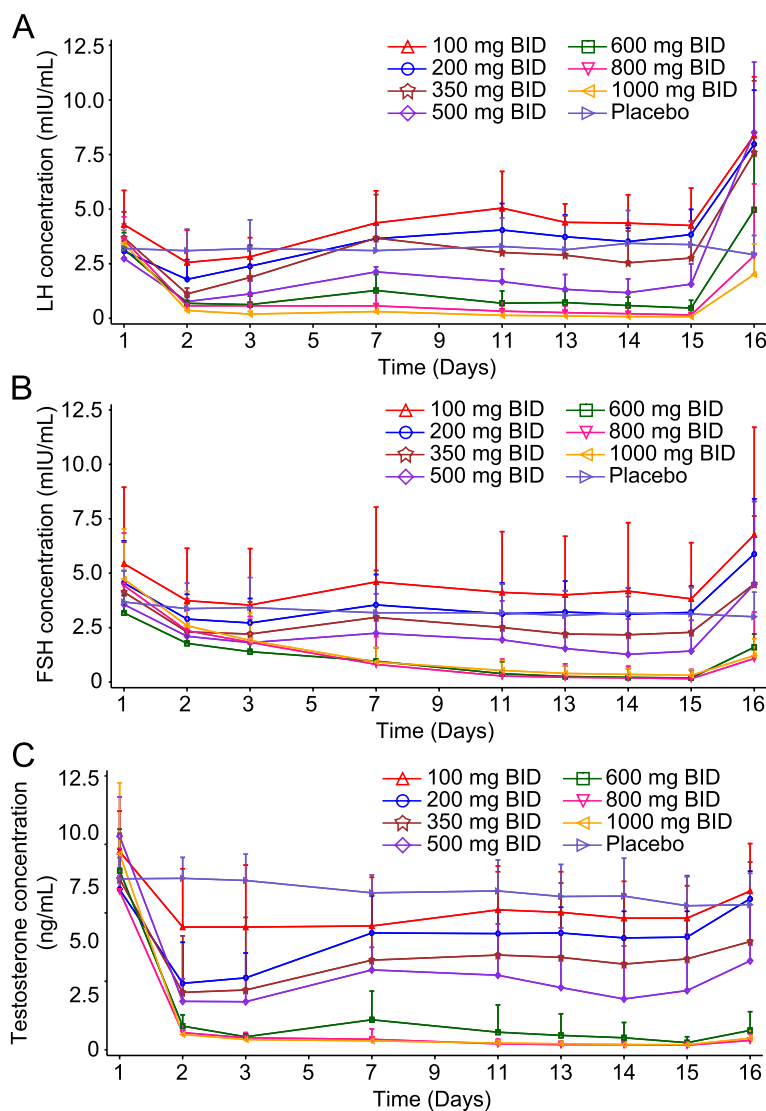 A
LH concentration (mIU/mL)
12.5
10.0
7.5
5.0
2.5
0
100 mg BID
200 mg BID
350 mg BID
500 mg BID
600 mg BID
800 mg BID
1000 mg BID
Placebo
1 2 3 5 7 9 11 13 14 15 16
Time (Days)
B
FSH concentration (mIU/mL)
12.5
10.0
7.5
5.0
2.5
0
100 mg BID
200 mg BID
350 mg BID
500 mg BID
600 mg BID
800 mg BID
1000 mg BID
Placebo
1 2 3 5 7 9 11 13 14 15 16
Time (Days)
C
Testosterone concentration
(ng/mL)
12.5
10.0
7.5
5.0
2.5
0
100 mg BID
200 mg BID
350 mg BID
500 mg BID
600 mg BID
800 mg BID
1000 mg BID
Placebo
1 2 3 5 7 9 11 13 14 15 16
Time (Days)